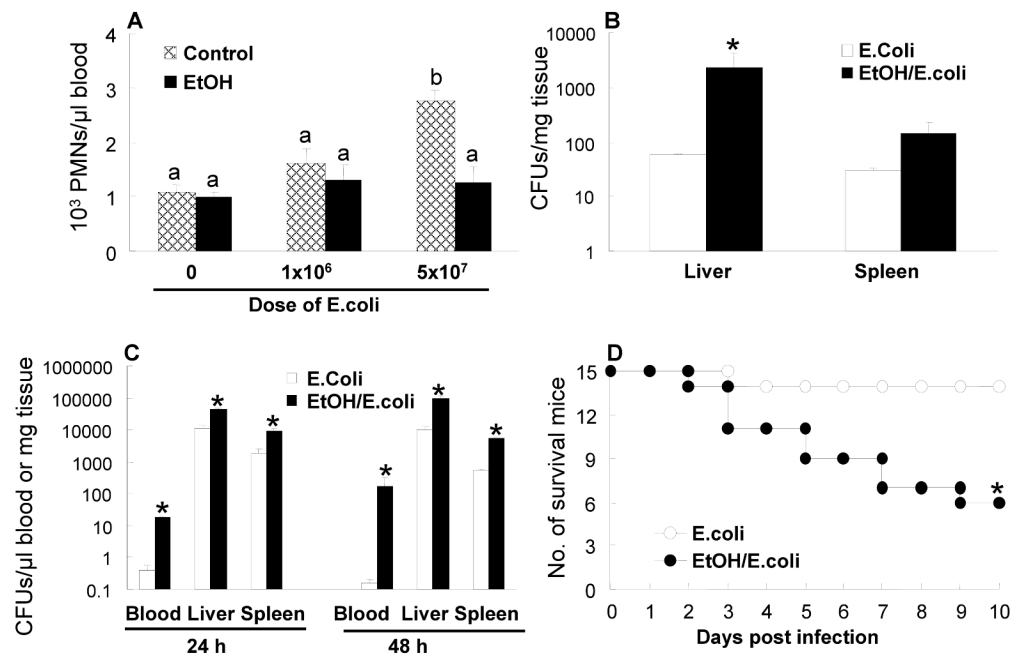 A
10³ PMNs/µl blood
4
3
2
1
0
Control
EtOH
a
a
a
a
b
a
0
1x10⁶
5x10⁷
Dose of E.coli
B
CFUs/mg tissue
10000
1000
100
10
1
*
E.Coli
EtOH/E.coli
Liver
Spleen
C
CFUs/µl blood or mg tissue
1000000
100000
10000
1000
100
10
1
0.1
E.Coli
EtOH/E.coli
*
*
*
*
*
*
Blood Liver Spleen
Blood Liver Spleen
24 h
48 h
D
No. of survival mice
15
12
9
6
3
0
*
E.coli
EtOH/E.coli
0 1 2 3 4 5 6 7 8 9 10
Days post infection